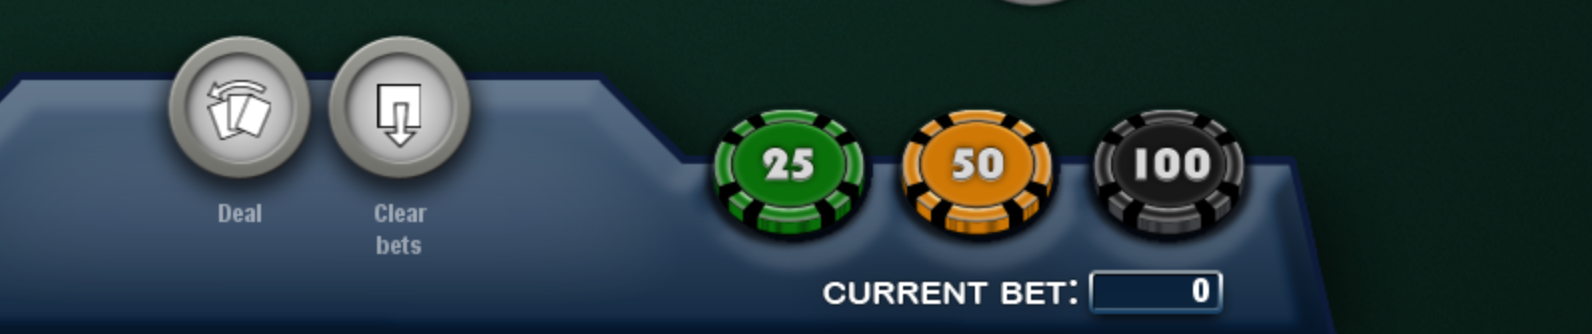 25
50
100
Deal
Clear
bets
CURRENT BET: 0